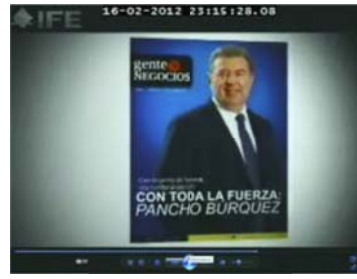 IFE
16-02-2012 23:15:28.08
gente
NEGOCIOS
CON TODA LA FUERZA:
PANCHO BURQUEZ